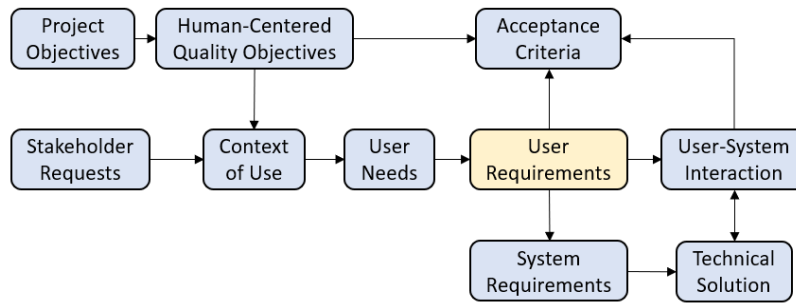 Project
Objectives
Human-Centered
Quality Objectives
Acceptance
Criteria
Stakeholder
Requests
Context
of Use
User
Needs
User
Requirements
User-System
Interaction
System
Requirements
Technical
Solution